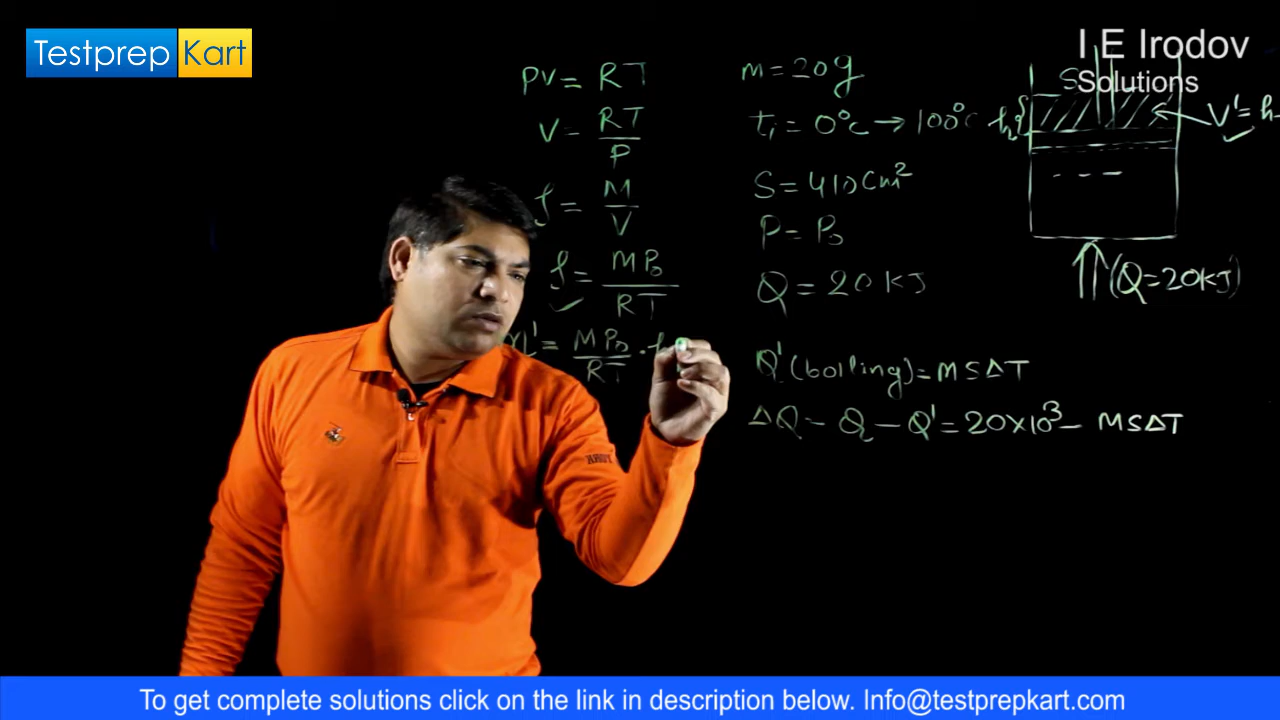 Testprep Kart
I E Irodov
Solutions
PV = RT
V = RT/P
ρ = M/V
ρ = MP₀/RT
m' = MP₀/RT · h
m = 20g
tᵢ = 0°C → 100°C
S = 410 cm²
P = P₀
Q = 20 KJ
Q' (boiling) = MSΔT
ΔQ – Q – Q' = 20×10³ – MSΔT
S
h
V' = h
(Q = 20KJ)
To get complete solutions click on the link in description below. Info@testprepkart.com